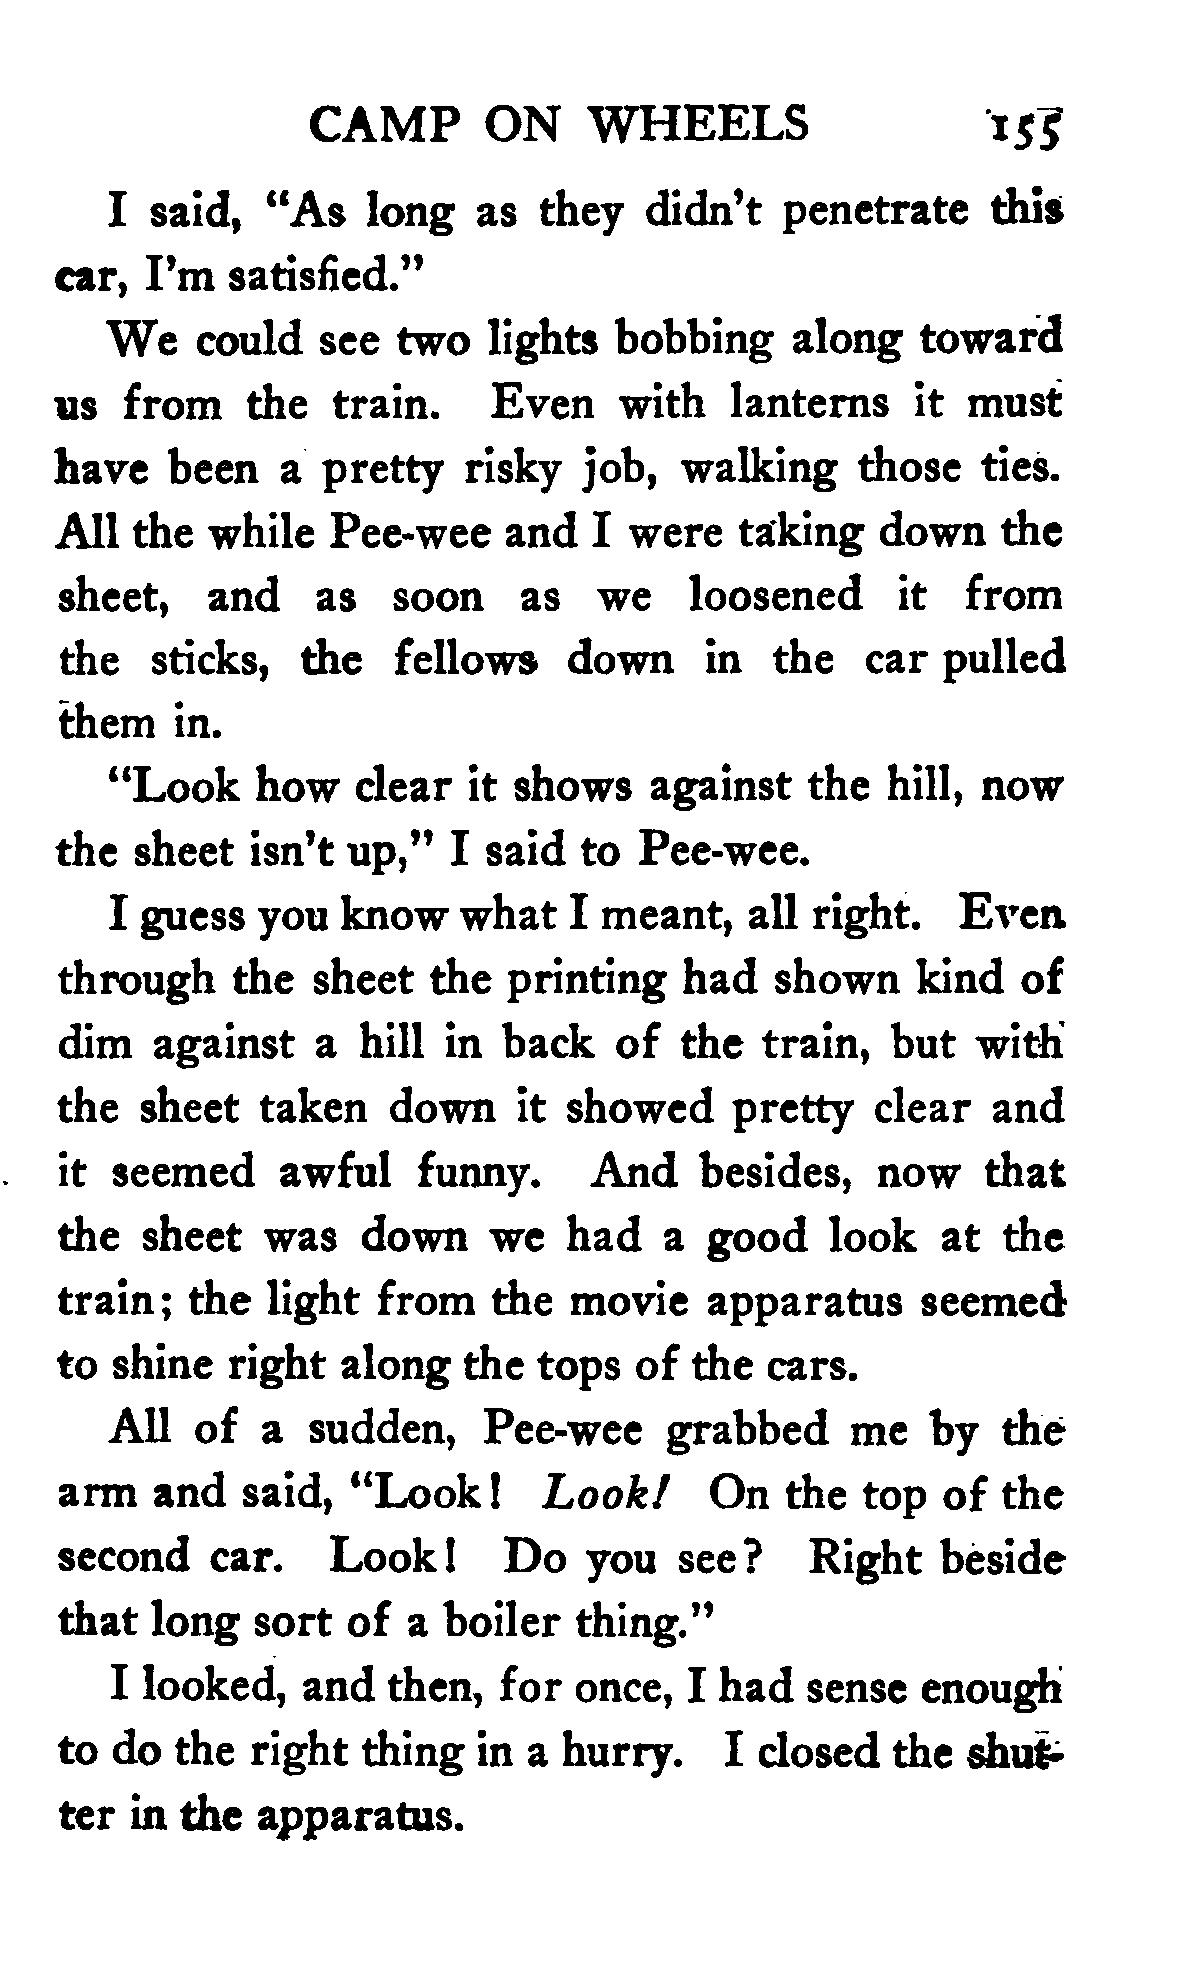 CAMP ON WHEELS 155
I said, “As long as they didn’t penetrate this
car, I’m satisfied.”
We could see two lights bobbing along toward
us from the train. Even with lanterns it must
have been a pretty risky job, walking those ties.
All the while Pee-wee and I were taking down the
sheet, and as soon as we loosened it from
the sticks, the fellows down in the car pulled
them in.
“Look how clear it shows against the hill, now
the sheet isn’t up,” I said to Pee-wee.
I guess you know what I meant, all right. Even
through the sheet the printing had shown kind of
dim against a hill in back of the train, but with
the sheet taken down it showed pretty clear and
it seemed awful funny. And besides, now that
the sheet was down we had a good look at the
train; the light from the movie apparatus seemed
to shine right along the tops of the cars.
All of a sudden, Pee-wee grabbed me by the
arm and said, “Look! Look! On the top of the
second car. Look! Do you see? Right beside
that long sort of a boiler thing.”
I looked, and then, for once, I had sense enough
to do the right thing in a hurry. I closed the shut-
ter in the apparatus.